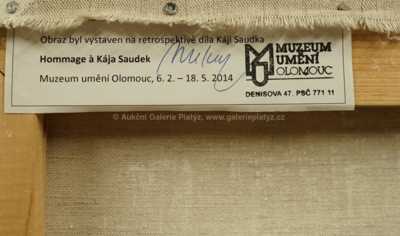 Obraz byl vystaven na retrospektivě díla Káji Saudka
Hommage à Kája Saudek
Muzeum umění Olomouc, 6. 2. – 18. 5. 2014
MUZEUM
UMĚNÍ
OLOMOUC
DENISOVA 47. PSČ 771 11
© Aukční Galerie Platýz, www.galerieplatyz.cz